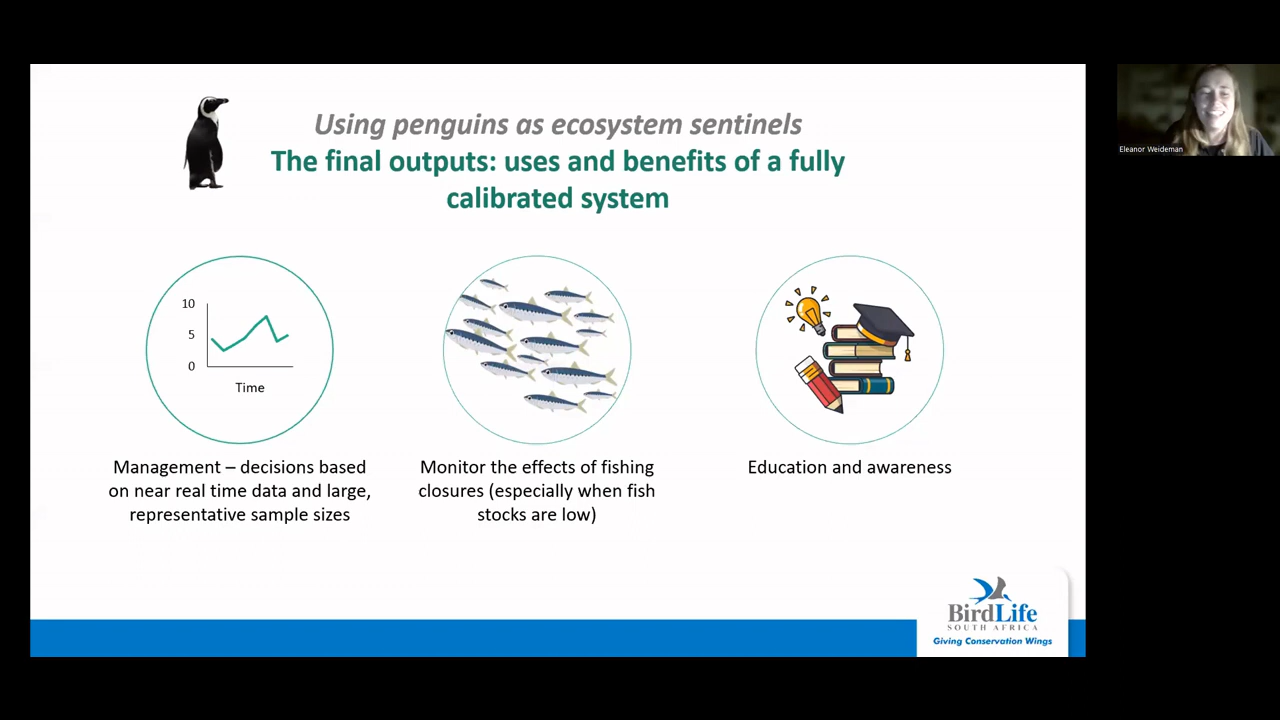 Using penguins as ecosystem sentinels
The final outputs: uses and benefits of a fully
calibrated system
10
5
0
Time
Management – decisions based
on near real time data and large,
representative sample sizes
Monitor the effects of fishing
closures (especially when fish
stocks are low)
Education and awareness
BirdLife
SOUTH AFRICA
Giving Conservation Wings
Eleanor Weideman